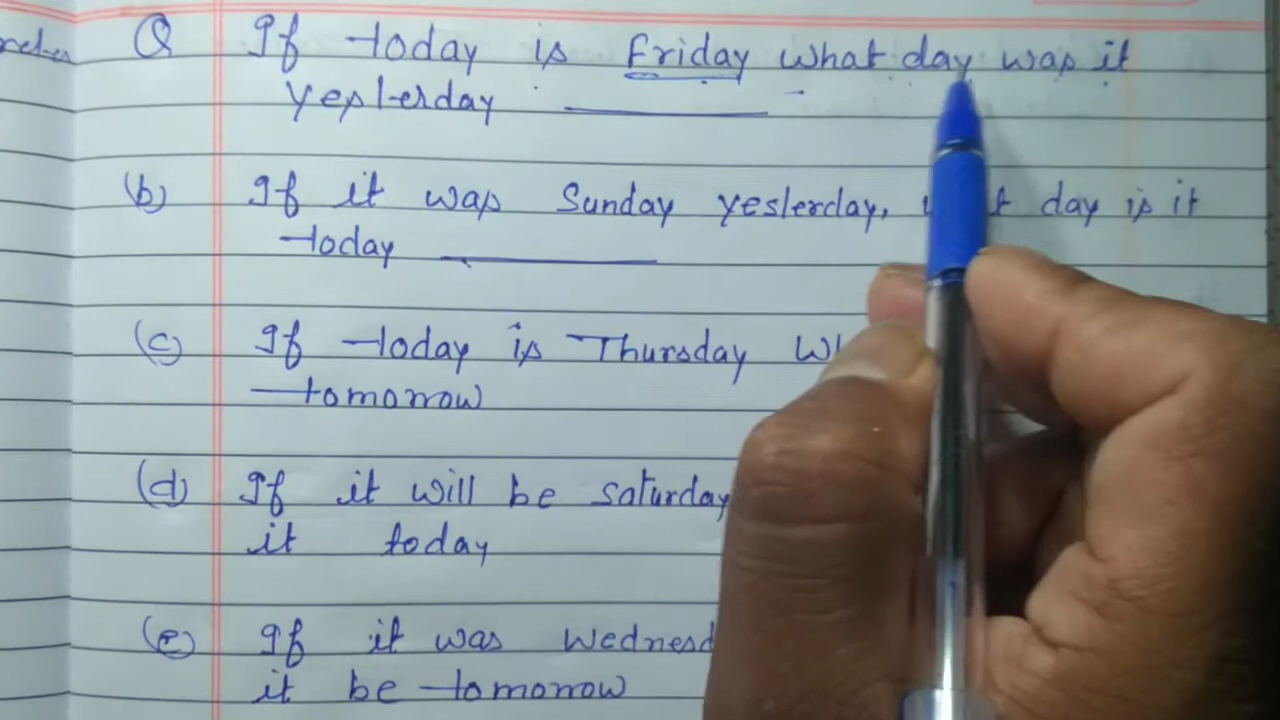 Q If today is Friday what day was it
yesterday
(b) If it was Sunday yesterday, day is it
today
(c) If today is Thursday
tomorrow
(d) If it will be saturday
it today
(e) If it was
it be tomorrow